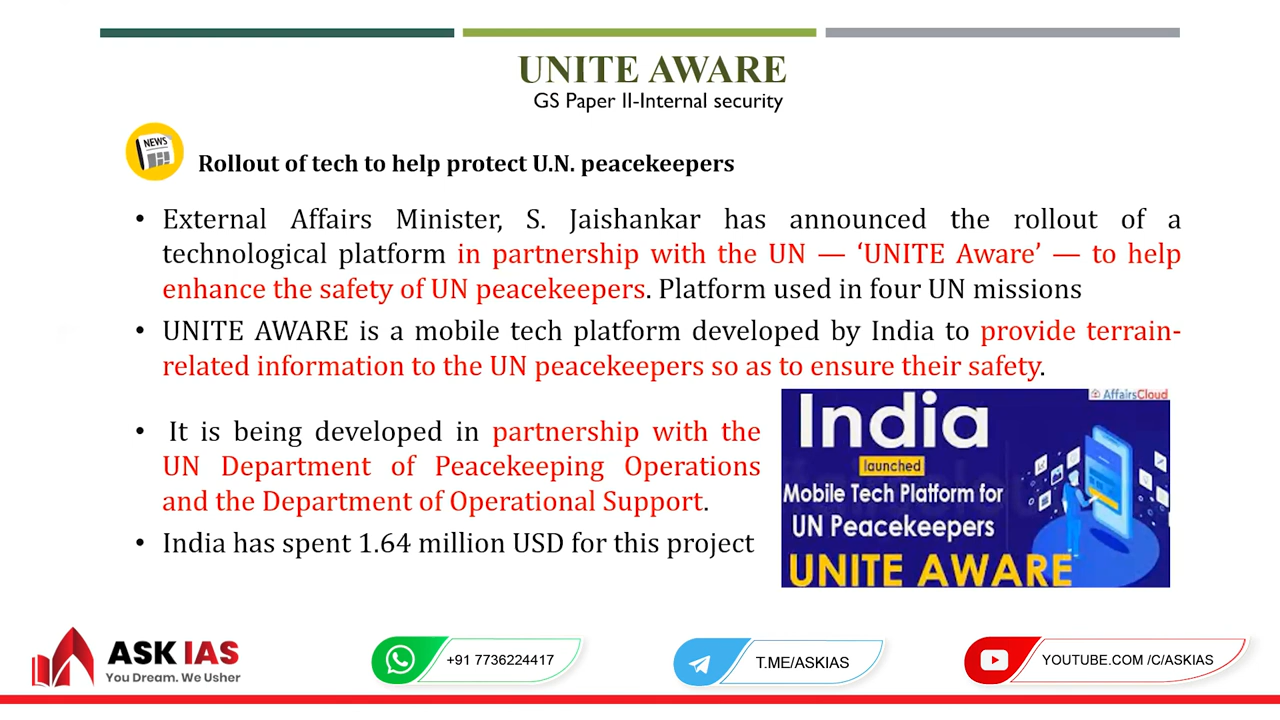 UNITE AWARE
GS Paper II-Internal security
NEWS
Rollout of tech to help protect U.N. peacekeepers
• External Affairs Minister, S. Jaishankar has announced the rollout of a
technological platform in partnership with the UN — ‘UNITE Aware’ — to help
enhance the safety of UN peacekeepers. Platform used in four UN missions
• UNITE AWARE is a mobile tech platform developed by India to provide terrain-
related information to the UN peacekeepers so as to ensure their safety.
• It is being developed in partnership with the
UN Department of Peacekeeping Operations
and the Department of Operational Support.
• India has spent 1.64 million USD for this project
AffairsCloud
India
launched
Mobile Tech Platform for
UN Peacekeepers
UNITE AWARE
ASK IAS
You Dream. We Usher
+91 7736224417
T.ME/ASKIAS
YOUTUBE.COM /C/ASKIAS